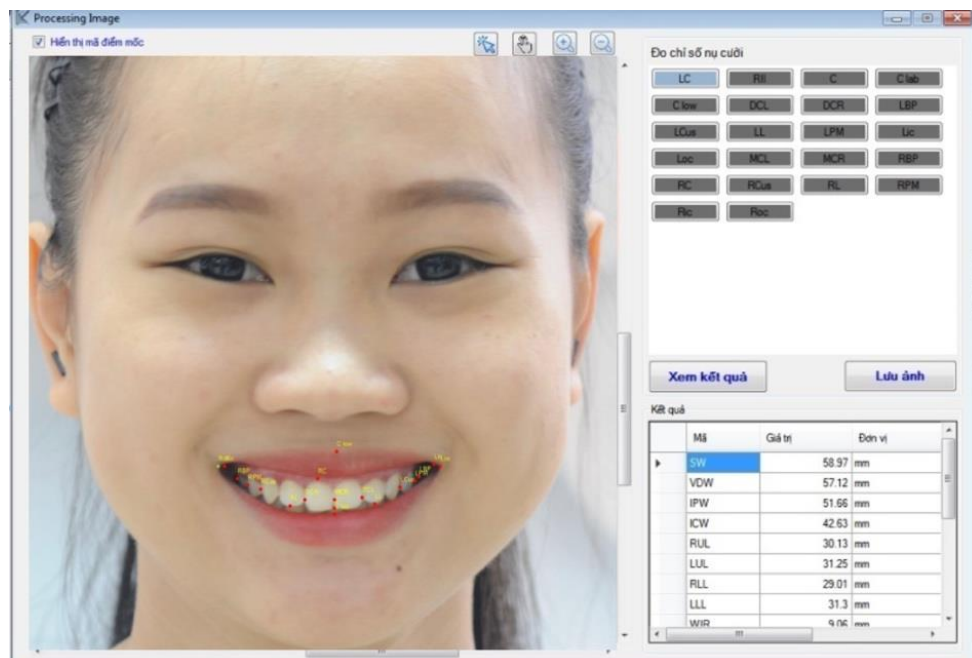 Processing Image
Hiển thị mã điểm mốc
Đo chỉ số nụ cười
LC RII C C lab
C low DCL DCR LBP
LCus LL LPM Lic
Loc MCL MCR RBP
RC RCus RL RPM
Ric Roc
Xem kết quả Lưu ảnh
Kết quả
Mã Giá trị Đơn vị
SW 58.97 mm
VDW 57.12 mm
IPW 51.66 mm
ICW 42.63 mm
RUL 30.13 mm
LUL 31.25 mm
RLL 29.01 mm
LLL 31.3 mm
WIR 9.06 mm
C low
RBP
LBP
RC